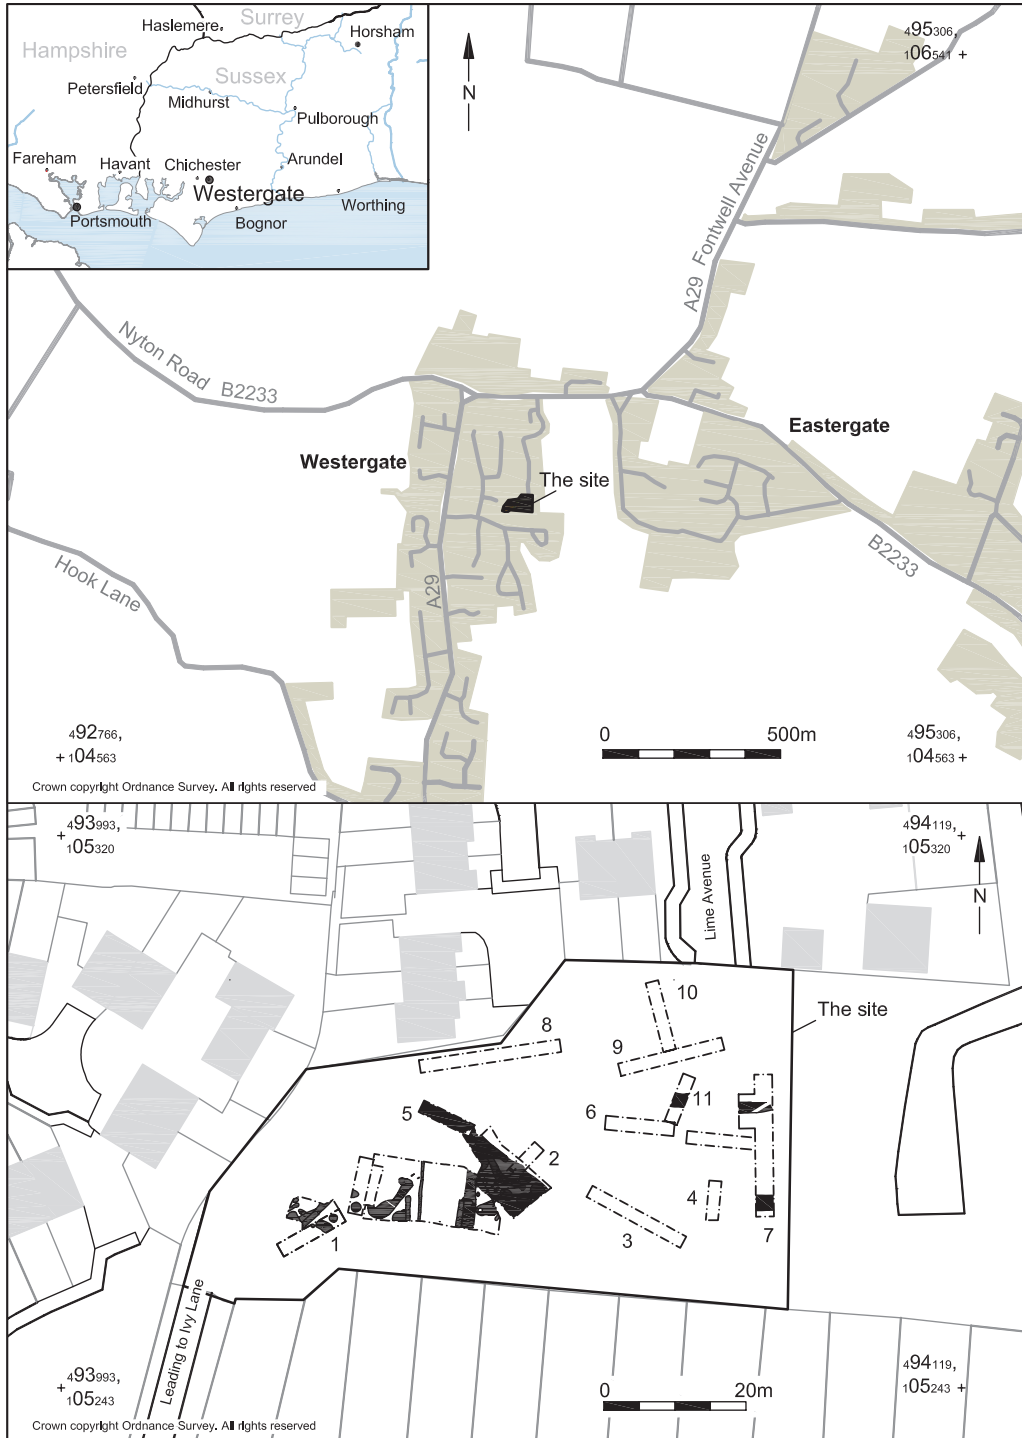 Haslemere
Surrey
Hampshire
Horsham
Sussex
Petersfield
Midhurst
Pulborough
Fareham
Havant
Chichester
Arundel
Westergate
Portsmouth
Bognor
Worthing
N
495306,
106541 +
A29 Fontwell Avenue
Nyton Road B2233
Eastergate
Westergate
The site
B2233
Hook Lane
A29
492766,
+ 104563
0 500m
495306,
104563 +
Crown copyright Ordnance Survey. All rights reserved
493993,
+ 105320
494119,
105320 +
Lime Avenue
N
10
The site
8
9
5
11
6
2
4
1
3
7
Leading to Ivy Lane
493993,
+ 105243
0 20m
494119,
105243 +
Crown copyright Ordnance Survey. All rights reserved